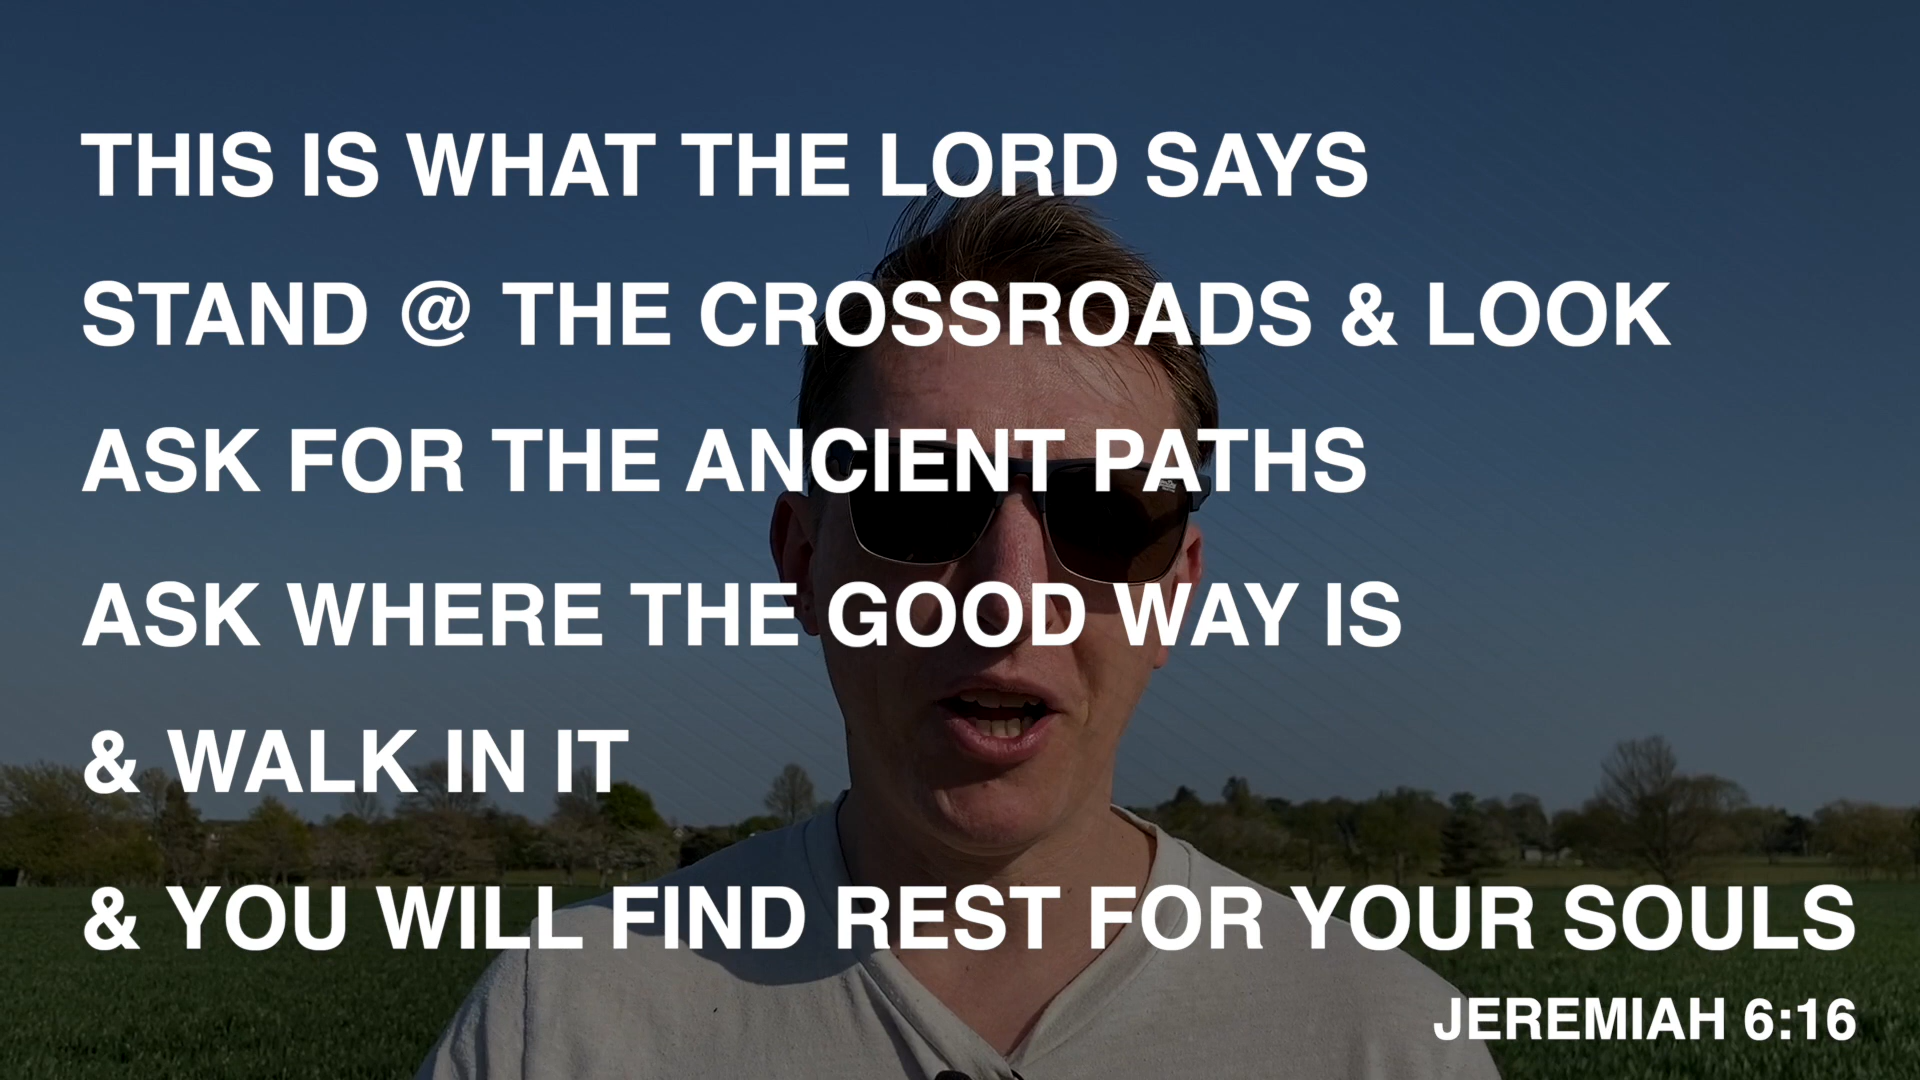 THIS IS WHAT THE LORD SAYS
STAND @ THE CROSSROADS & LOOK
ASK FOR THE ANCIENT PATHS
ASK WHERE THE GOOD WAY IS
& WALK IN IT
& YOU WILL FIND REST FOR YOUR SOULS
JEREMIAH 6:16